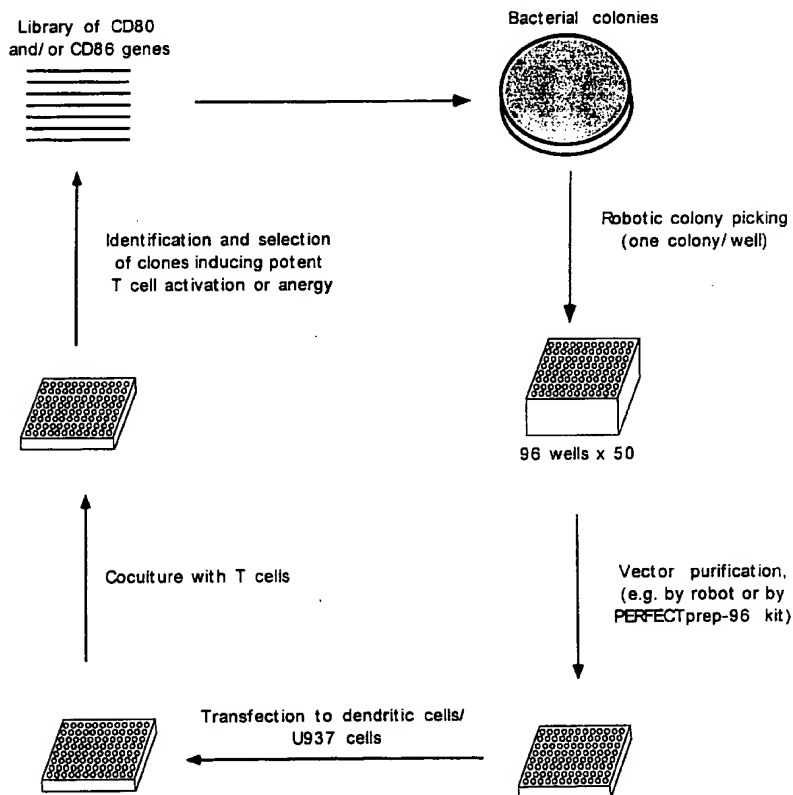 Library of CD80
and/or CD86 genes
Bacterial colonies
Robotic colony picking
(one colony/well)
Identification and selection
of clones inducing potent
T cell activation or anergy
96 wells x 50
Coculture with T cells
Vector purification,
(e.g. by robot or by
PERFECTprep-96 kit)
Transfection to dendritic cells/
U937 cells